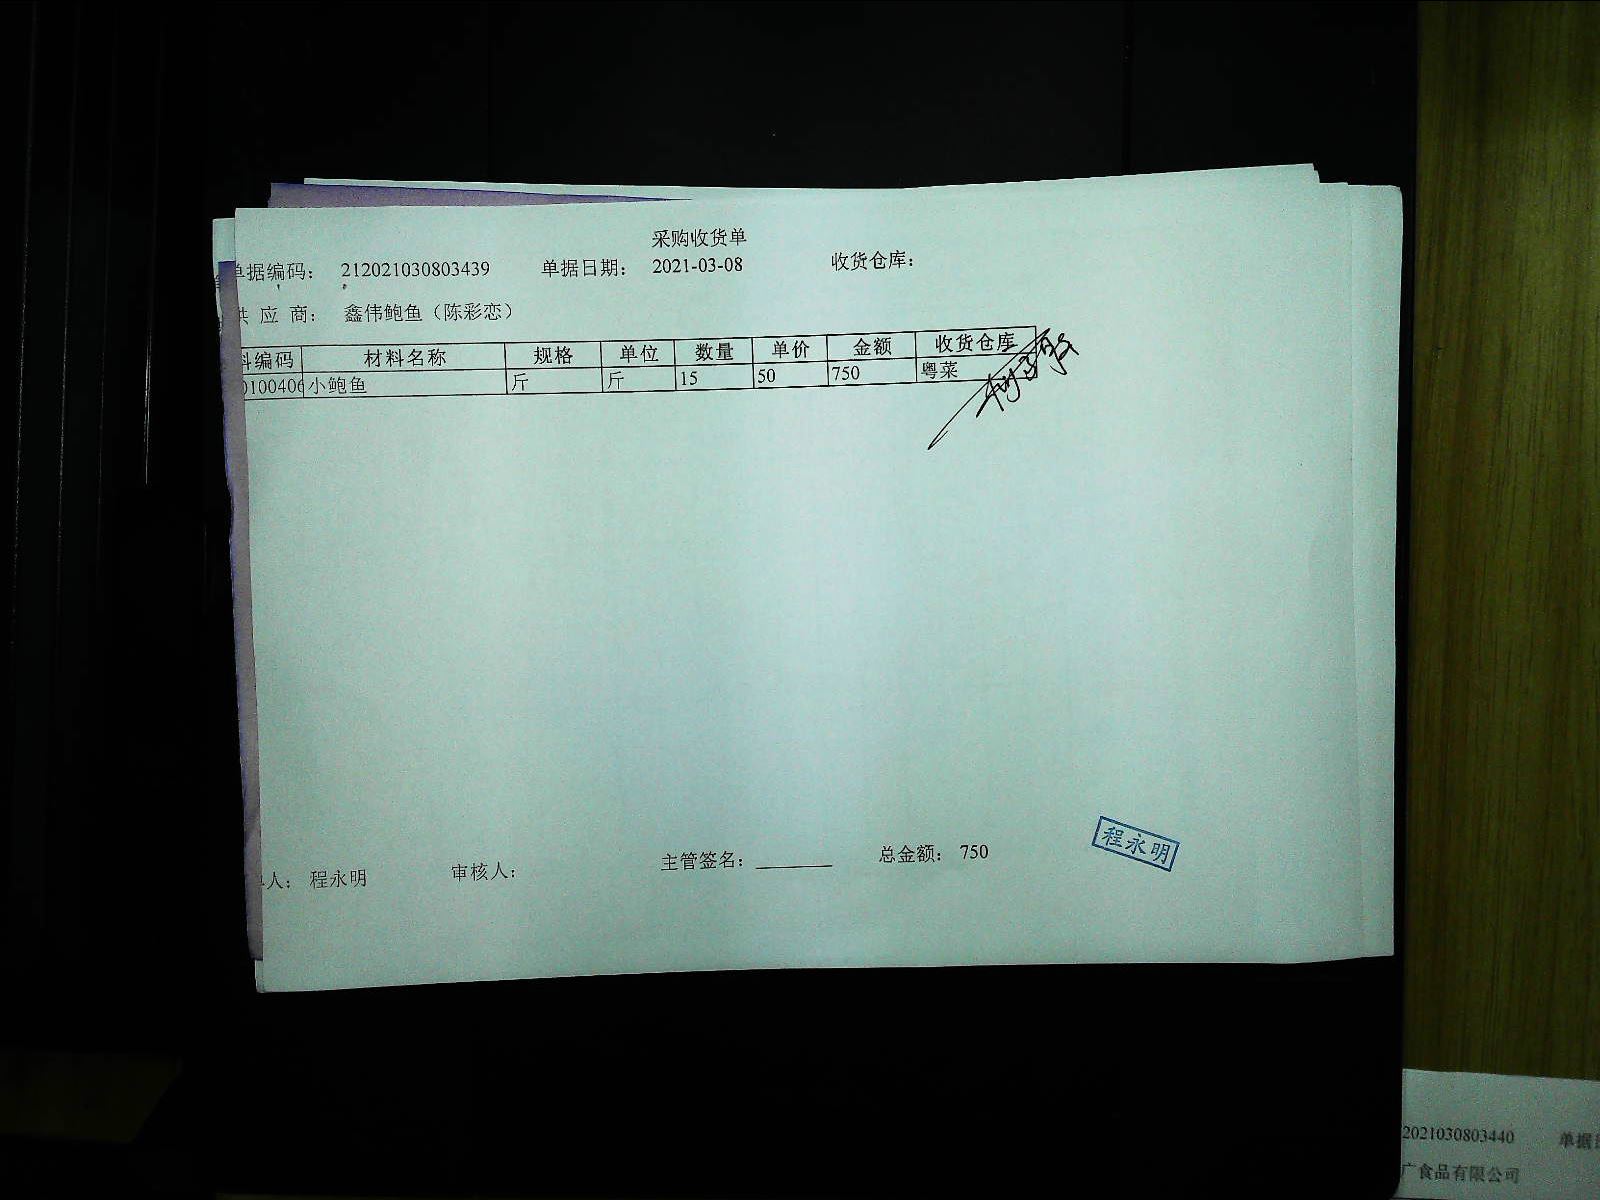 采购收货单
单据编码： 212021030803439 单据日期： 2021-03-08 收货仓库：
供 应 商： 鑫伟鲍鱼（陈彩恋）
料编码 材料名称 规格 单位 数量 单价 金额 收货仓库
0100406 小鲍鱼 斤 斤 15 50 750 粤菜
人： 程永明 审核人： 主管签名： 总金额： 750
程永明
2021030803440 单据
广食品有限公司